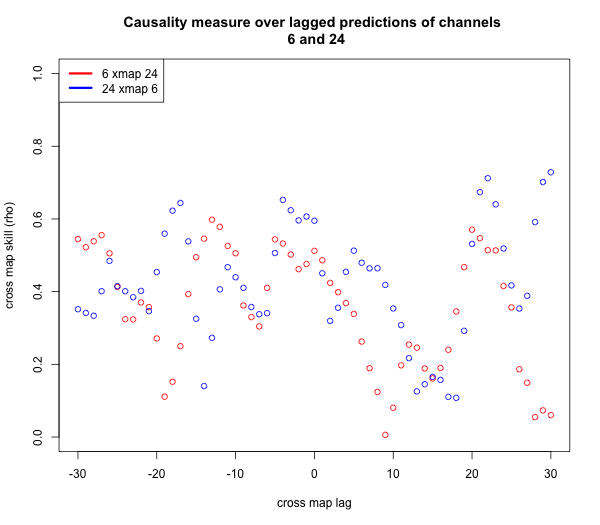 Causality measure over lagged predictions of channels
6 and 24
6 xmap 24
24 xmap 6
cross map skill (rho)
1.0
0.8
0.6
0.4
0.2
0.0
-30 -20 -10 0 10 20 30
cross map lag